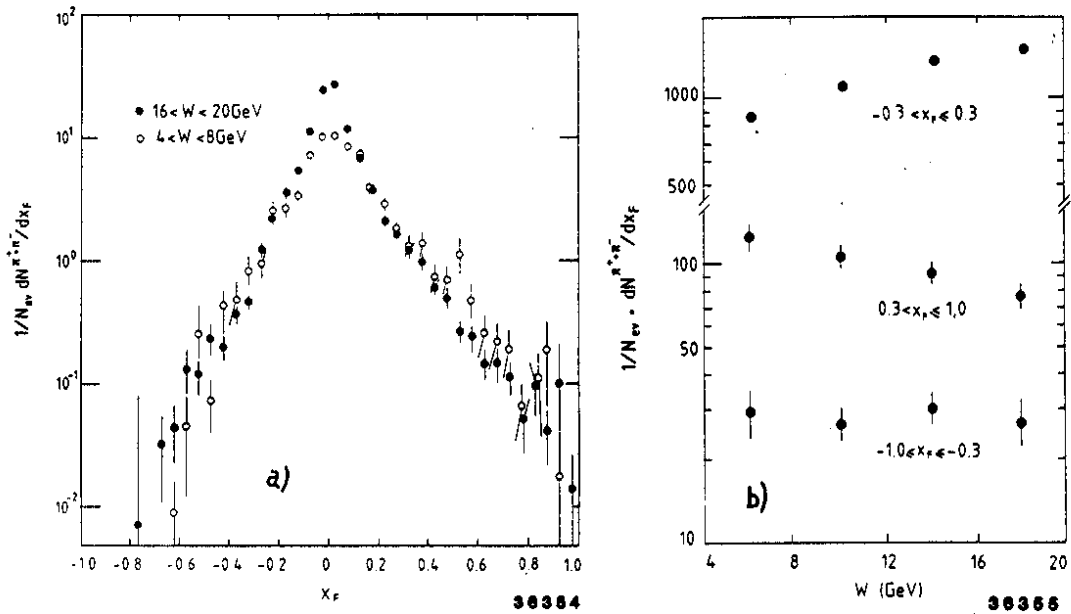 10²
10¹
10⁰
10⁻¹
10⁻²
1/N_ev dN^π⁺+π⁻/dx_F
● 16 < W < 20GeV
○ 4 < W < 8GeV
a)
-1.0 -0.8 -0.6 -0.4 -0.2 0 0.2 0.4 0.6 0.8 1.0
X_F
36354
1000
500
400
100
50
10
1/N_ev • dN^π⁺+π⁻/dx_F
-0.3 < x_F ≤ 0.3
0.3 < x_F ≤ 1,0
-1.0 ≤ x_F ≤ -0.3
b)
4 8 12 16 20
W (GeV)
36355